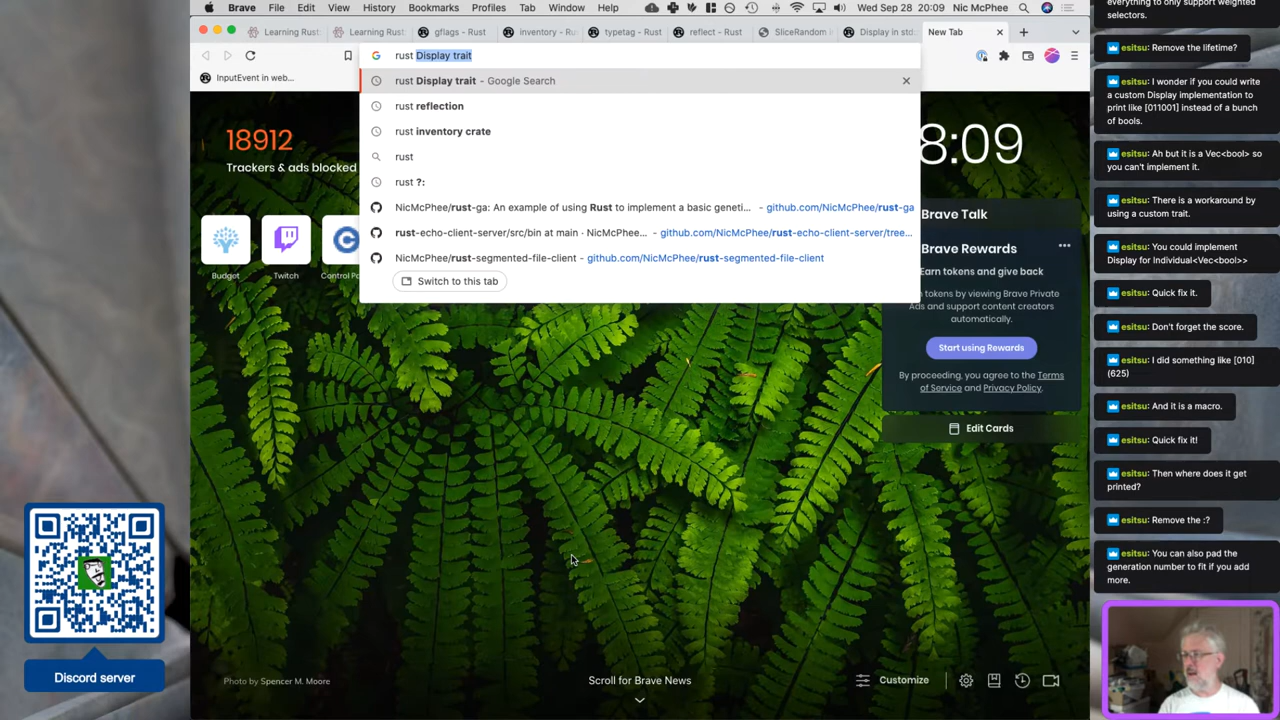 Brave File Edit View History Bookmarks Profiles Tab Window Help Wed Sep 28 20:09 Nic McPhee
Learning Rust: Learning Rust: gflags - Rust inventory - Ru typetag - Rust reflect - Rust SliceRandom i Display in std: New Tab
rust Display trait
InputEvent in web...
rust Display trait - Google Search
rust reflection
rust inventory crate
rust
rust ?:
NicMcPhee/rust-ga: An example of using Rust to implement a basic geneti... - github.com/NicMcPhee/rust-ga
rust-echo-client-server/src/bin at main · NicMcPhee... - github.com/NicMcPhee/rust-echo-client-server/tree...
NicMcPhee/rust-segmented-file-client - github.com/NicMcPhee/rust-segmented-file-client
Switch to this tab
18912
Trackers & ads blocked
8:09
Budget
Twitch
Control Pa
Brave Talk
Brave Rewards
Earn tokens and give back
tokens by viewing Brave Private
Ads and support content creators
automatically.
Start using Rewards
By proceeding, you agree to the Terms
of Service and Privacy Policy.
Edit Cards
Photo by Spencer M. Moore
Scroll for Brave News
Customize
Discord server
everything to only support weighted
selectors.
esitsu: Remove the lifetime?
esitsu: I wonder if you could write
a custom Display implementation to
print like [011001] instead of a bunch
of bools.
esitsu: Ah but it is a Vec<bool> so
you can't implement it.
esitsu: There is a workaround by
using a custom trait.
esitsu: You could implement
Display for Individual<Vec<bool>>
esitsu: Quick fix it.
esitsu: Don't forget the score.
esitsu: I did something like [010]
(625)
esitsu: And it is a macro.
esitsu: Quick fix it!
esitsu: Then where does it get
printed?
esitsu: Remove the :?
esitsu: You can also pad the
generation number to fit if you add
more.